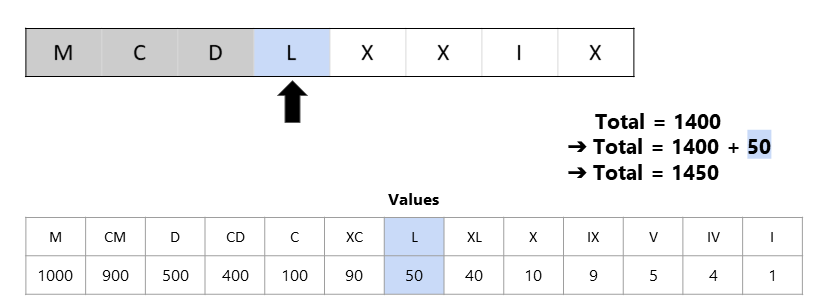 M C D L X X I X
Total = 1400
➔ Total = 1400 + 50
➔ Total = 1450
Values
M CM D CD C XC L XL X IX V IV I
1000 900 500 400 100 90 50 40 10 9 5 4 1